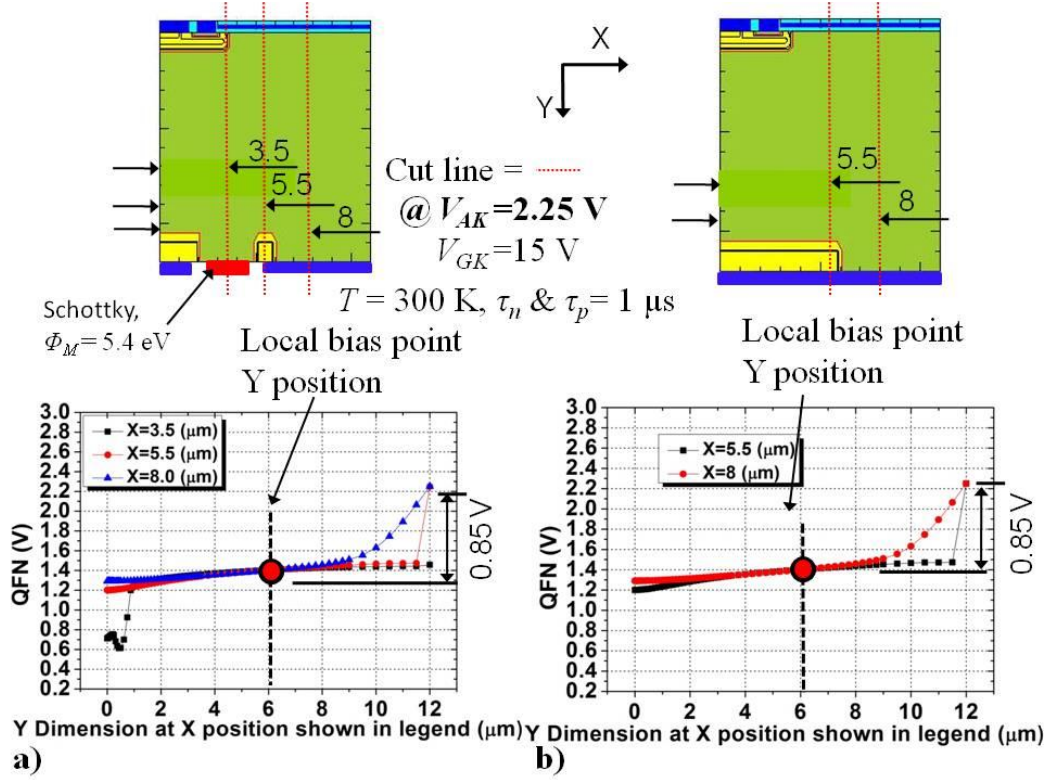 X
Y
3.5
5.5
8
5.5
8
Cut line =
@ V_AK=2.25 V
V_GK=15 V
T = 300 K, τ_n & τ_p= 1 μs
Schottky,
Φ_M= 5.4 eV
Local bias point
Y position
Local bias point
Y position
3.0
2.8
2.6
2.4
2.2
2.0
1.8
1.6
1.4
1.2
1.0
0.8
0.6
0.4
0.2
QFN (V)
X=3.5 (μm)
X=5.5 (μm)
X=8.0 (μm)
0.85 V
0 2 4 6 8 10 12
Y Dimension at X position shown in legend (μm)
a)
3.0
2.8
2.6
2.4
2.2
2.0
1.8
1.6
1.4
1.2
1.0
0.8
0.6
0.4
0.2
QFN (V)
X=5.5 (μm)
X=8 (μm)
0.85 V
0 2 4 6 8 10 12
Y Dimension at X position shown in legend (μm)
b)